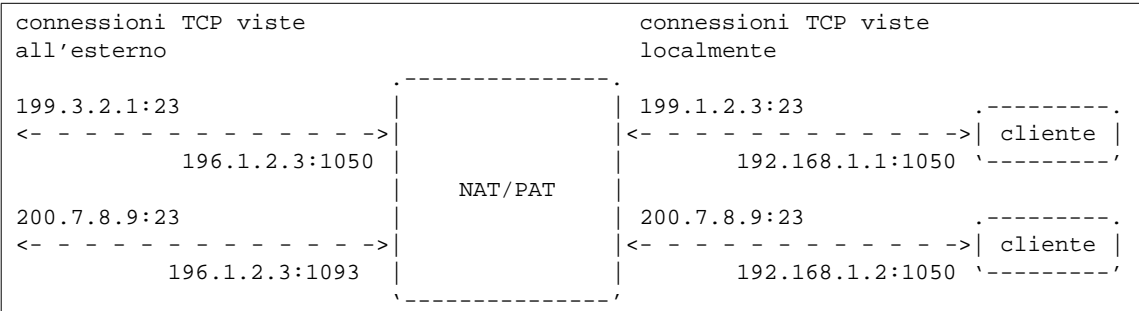 connessioni TCP viste connessioni TCP viste
all'esterno localmente
199.3.2.1:23 199.1.2.3:23
cliente
196.1.2.3:1050 192.168.1.1:1050
NAT/PAT
200.7.8.9:23 200.7.8.9:23
cliente
196.1.2.3:1093 192.168.1.2:1050